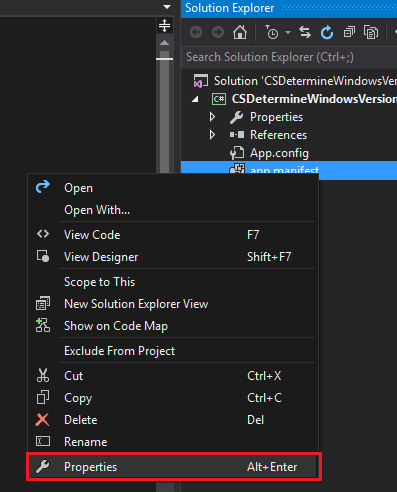 Solution Explorer
Search Solution Explorer (Ctrl+;)
Solution 'CSDetermineWindowsVer
C# CSDetermineWindowsVersion
Properties
References
App.config
app.manifest
Open
Open With...
View Code F7
View Designer Shift+F7
Scope to This
New Solution Explorer View
Show on Code Map
Exclude From Project
Cut Ctrl+X
Copy Ctrl+C
Delete Del
Rename
Properties Alt+Enter